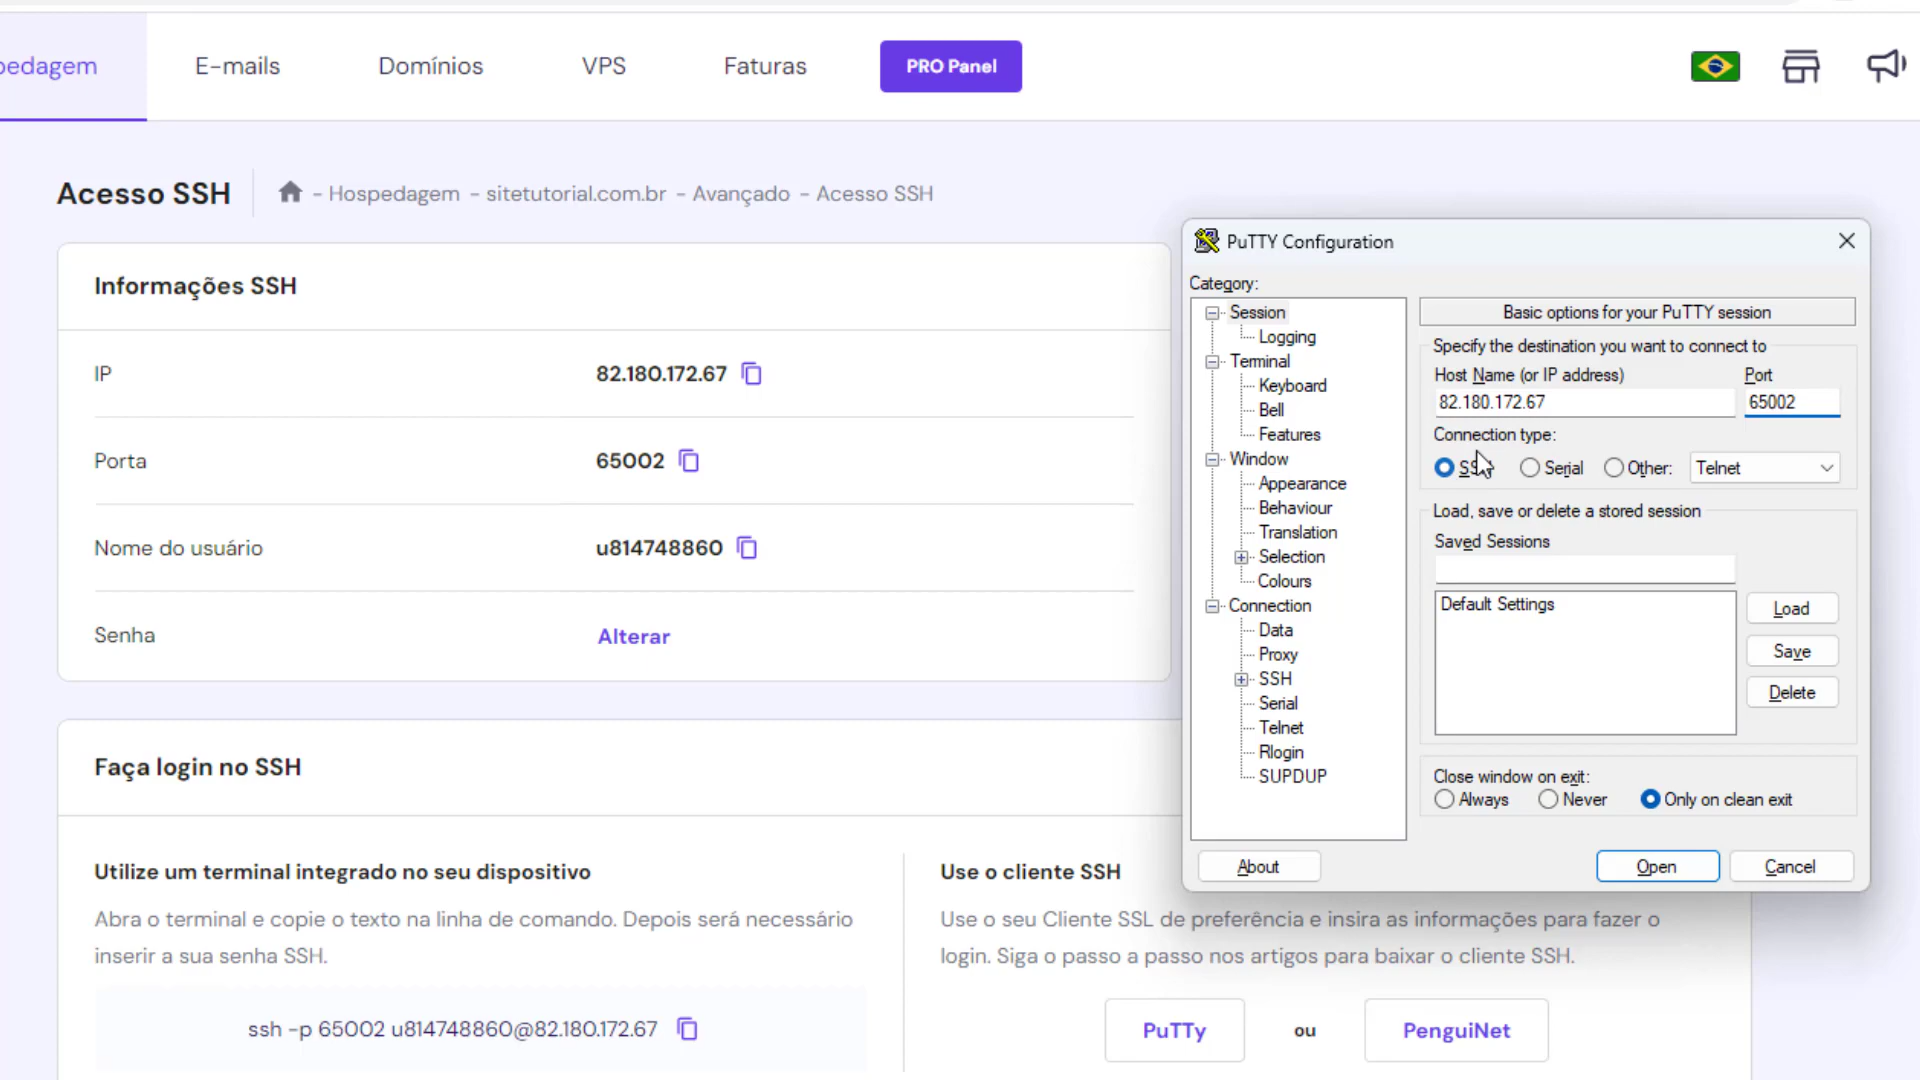 pedagem
E-mails
Domínios
VPS
Faturas
PRO Panel
Acesso SSH
- Hospedagem - sitetutorial.com.br - Avançado - Acesso SSH
Informações SSH
IP
82.180.172.67
Porta
65002
Nome do usuário
u814748860
Senha
Alterar
Faça login no SSH
Utilize um terminal integrado no seu dispositivo
Abra o terminal e copie o texto na linha de comando. Depois será necessário
inserir a sua senha SSH.
ssh -p 65002 u814748860@82.180.172.67
Use o cliente SSH
Use o seu Cliente SSL de preferência e insira as informações para fazer o
login. Siga o passo a passo nos artigos para baixar o cliente SSH.
PuTTy
ou
PenguiNet
PuTTY Configuration
Category:
Session
Logging
Terminal
Keyboard
Bell
Features
Window
Appearance
Behaviour
Translation
Selection
Colours
Connection
Data
Proxy
SSH
Serial
Telnet
Rlogin
SUPDUP
Basic options for your PuTTY session
Specify the destination you want to connect to
Host Name (or IP address)
Port
82.180.172.67
65002
Connection type:
SSH
Serial
Other:
Telnet
Load, save or delete a stored session
Saved Sessions
Default Settings
Load
Save
Delete
Close window on exit:
Always
Never
Only on clean exit
About
Open
Cancel